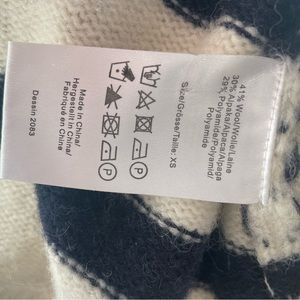 41% Wool/Wolle/Laine
30% Alpaka/Alpaca/Alpaga
29% Polyamide/Polyamid/
Polyamide
Size/Grösse/Taille: XS
Made in China/
Hergestellt in China/
Fabriqué en Chine
Dessin 2083